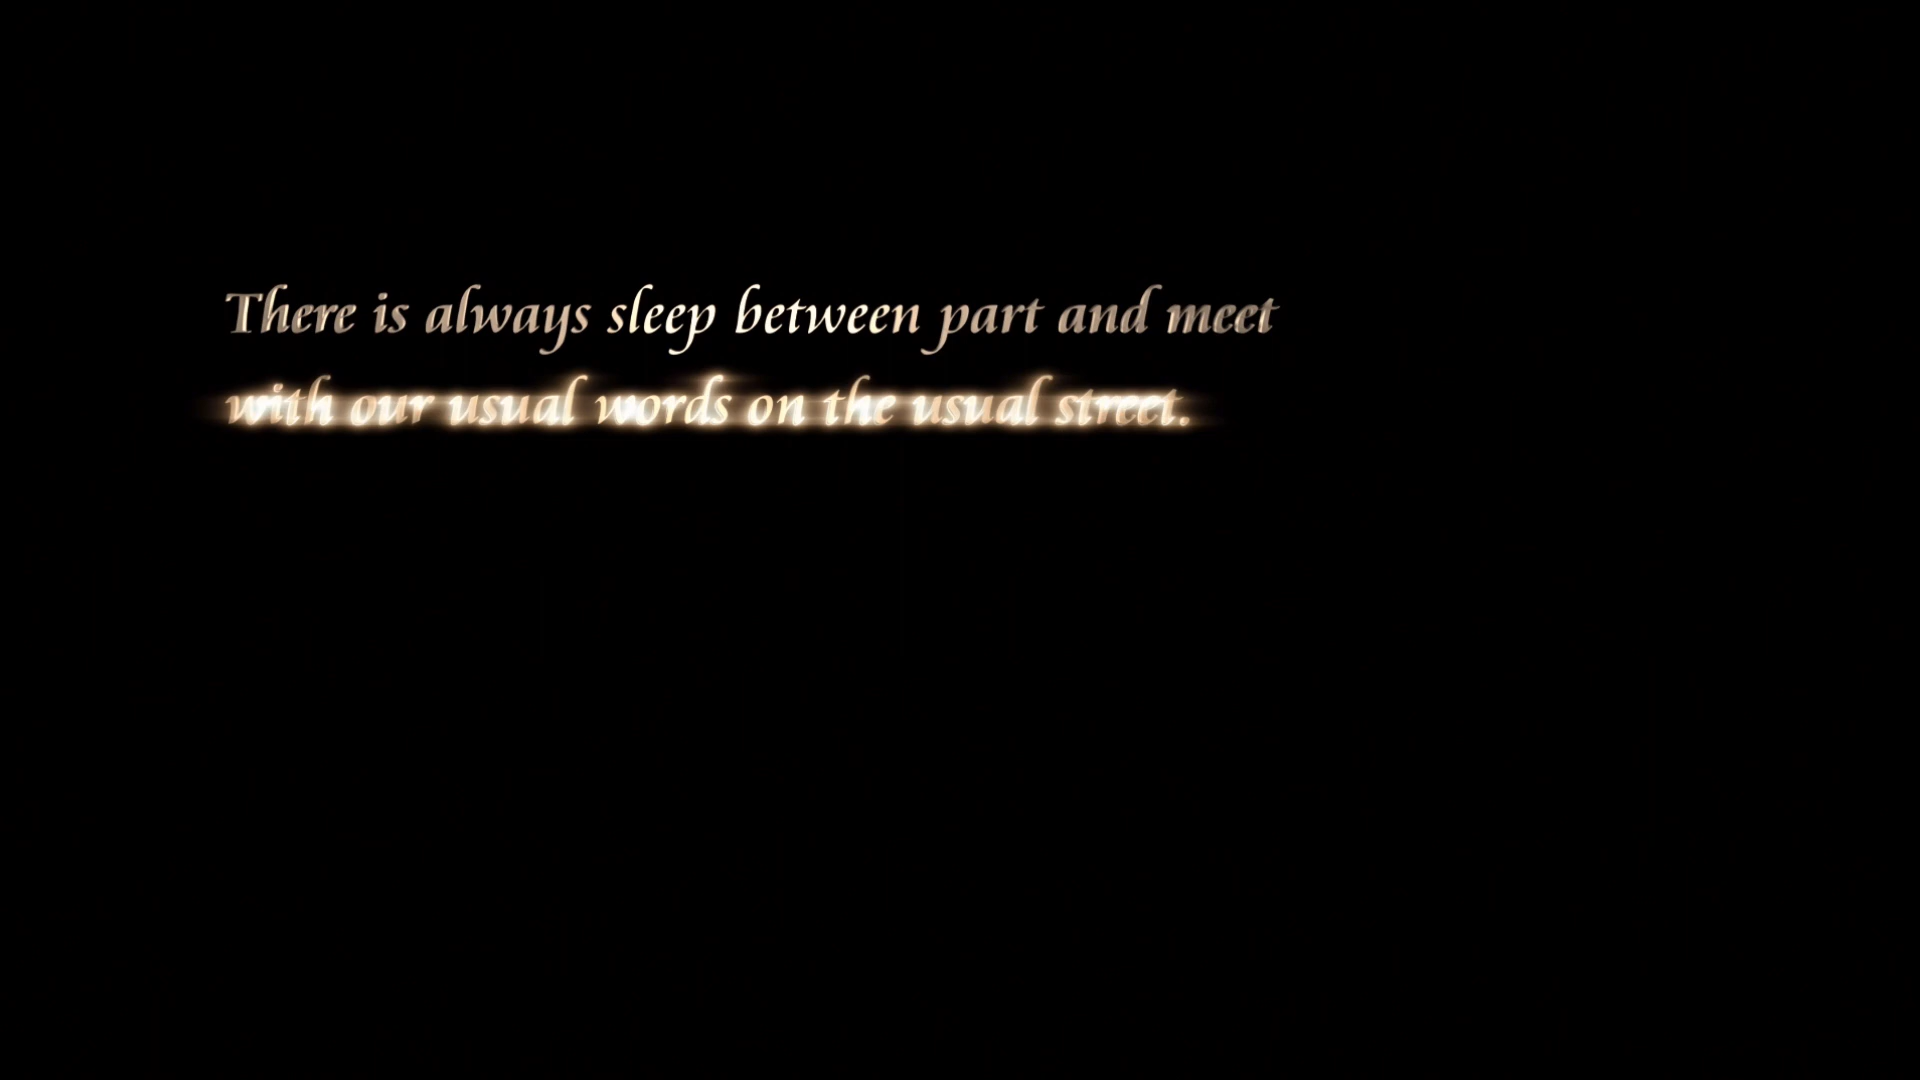 There is always sleep between part and meet
with our usual words on the usual street.